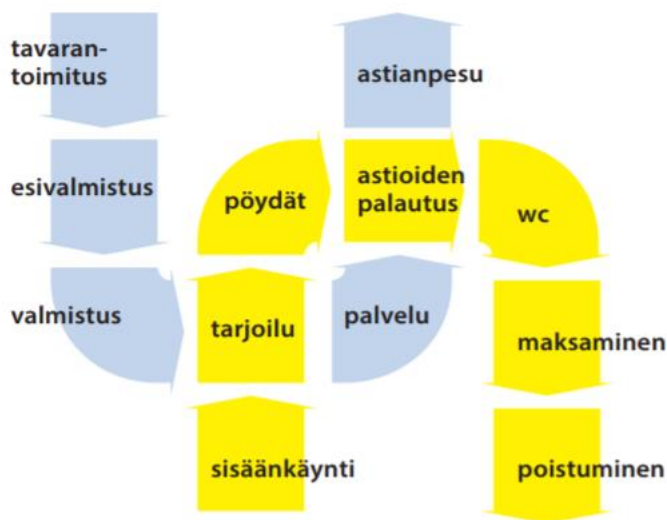 tavaran-
toimitus
astianpesu
esivalmistus
pöydät
astioiden
palautus
wc
valmistus
tarjoilu
palvelu
maksaminen
sisäänkäynti
poistuminen